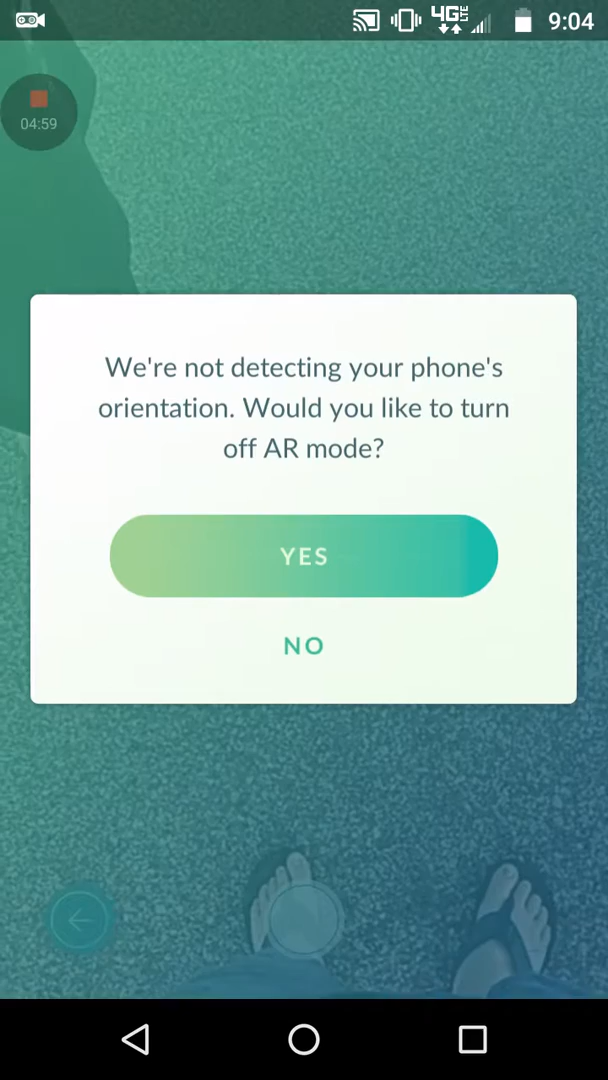 4G LTE 9:04
04:59
We're not detecting your phone's
orientation. Would you like to turn
off AR mode?
YES
NO